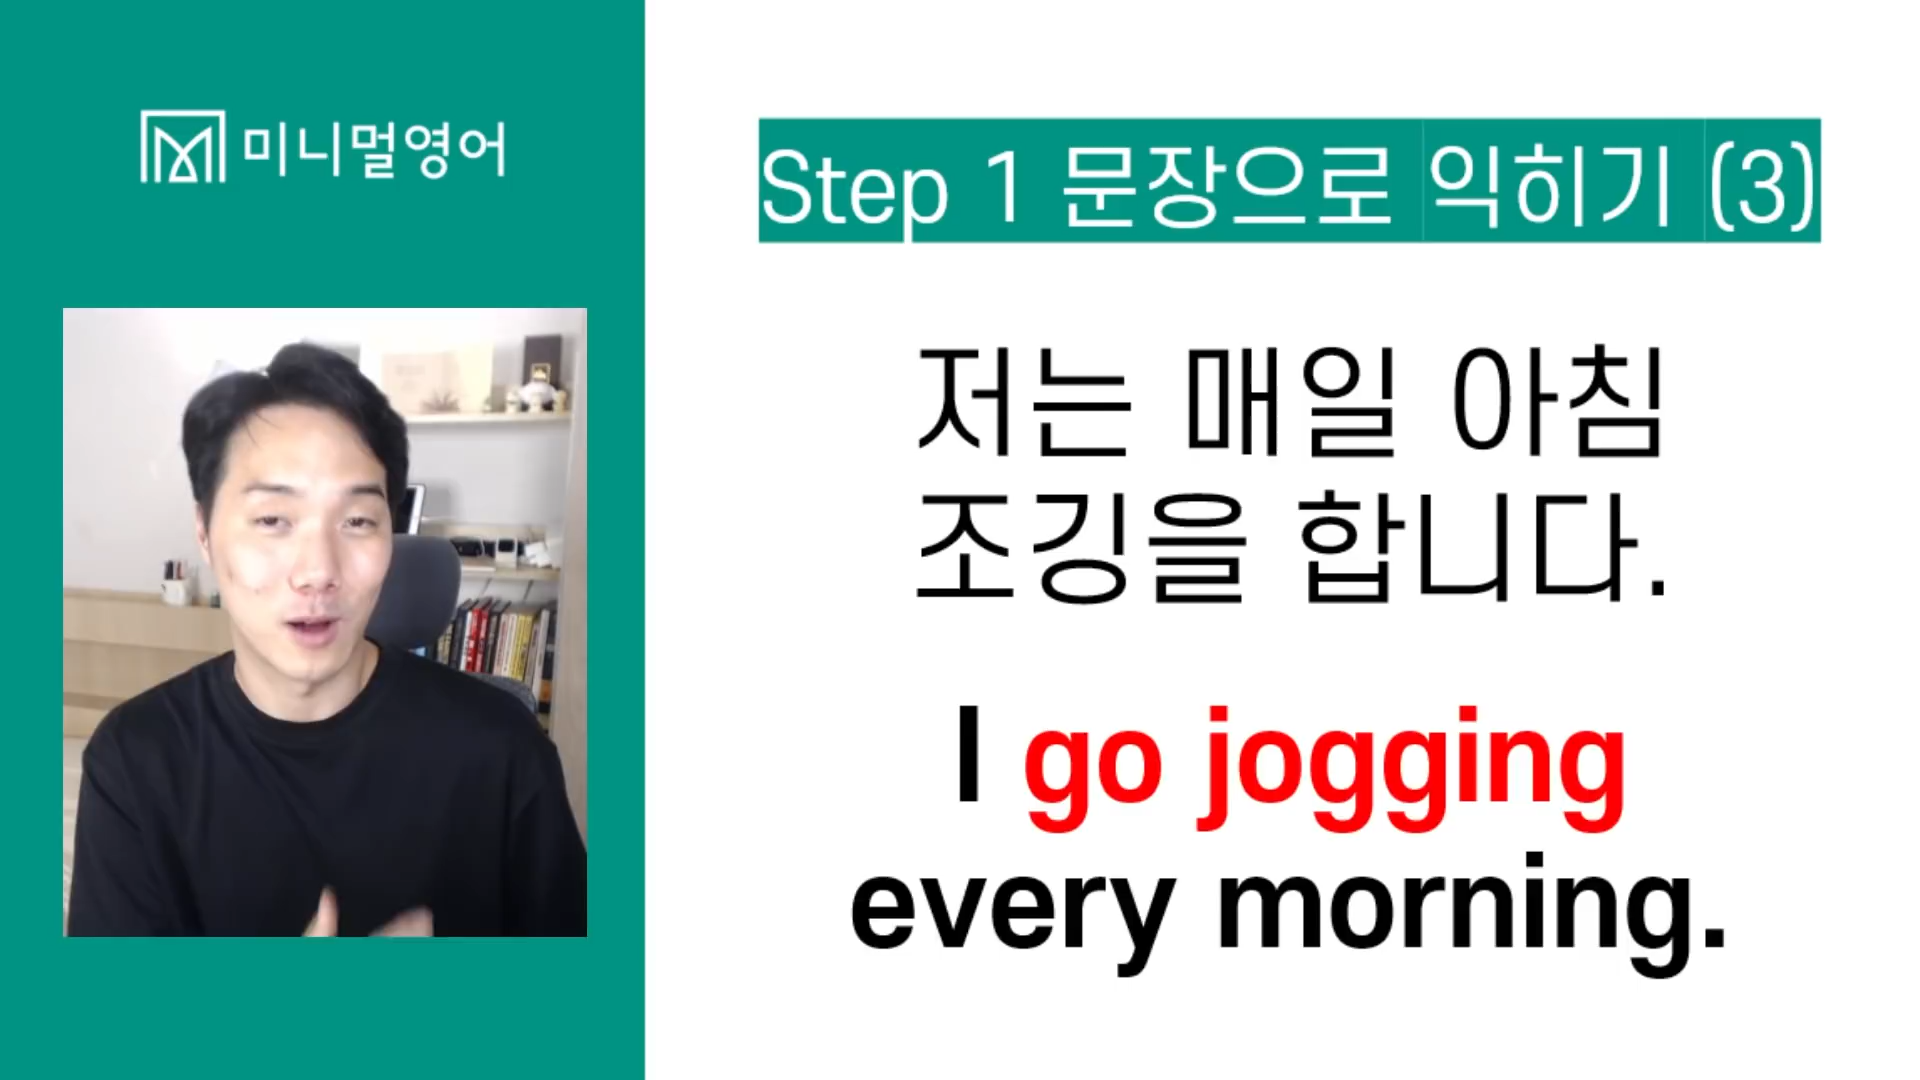 미니멀영어
Step 1 문장으로 익히기 (3)
저는 매일 아침
조깅을 합니다.
I go jogging
every morning.